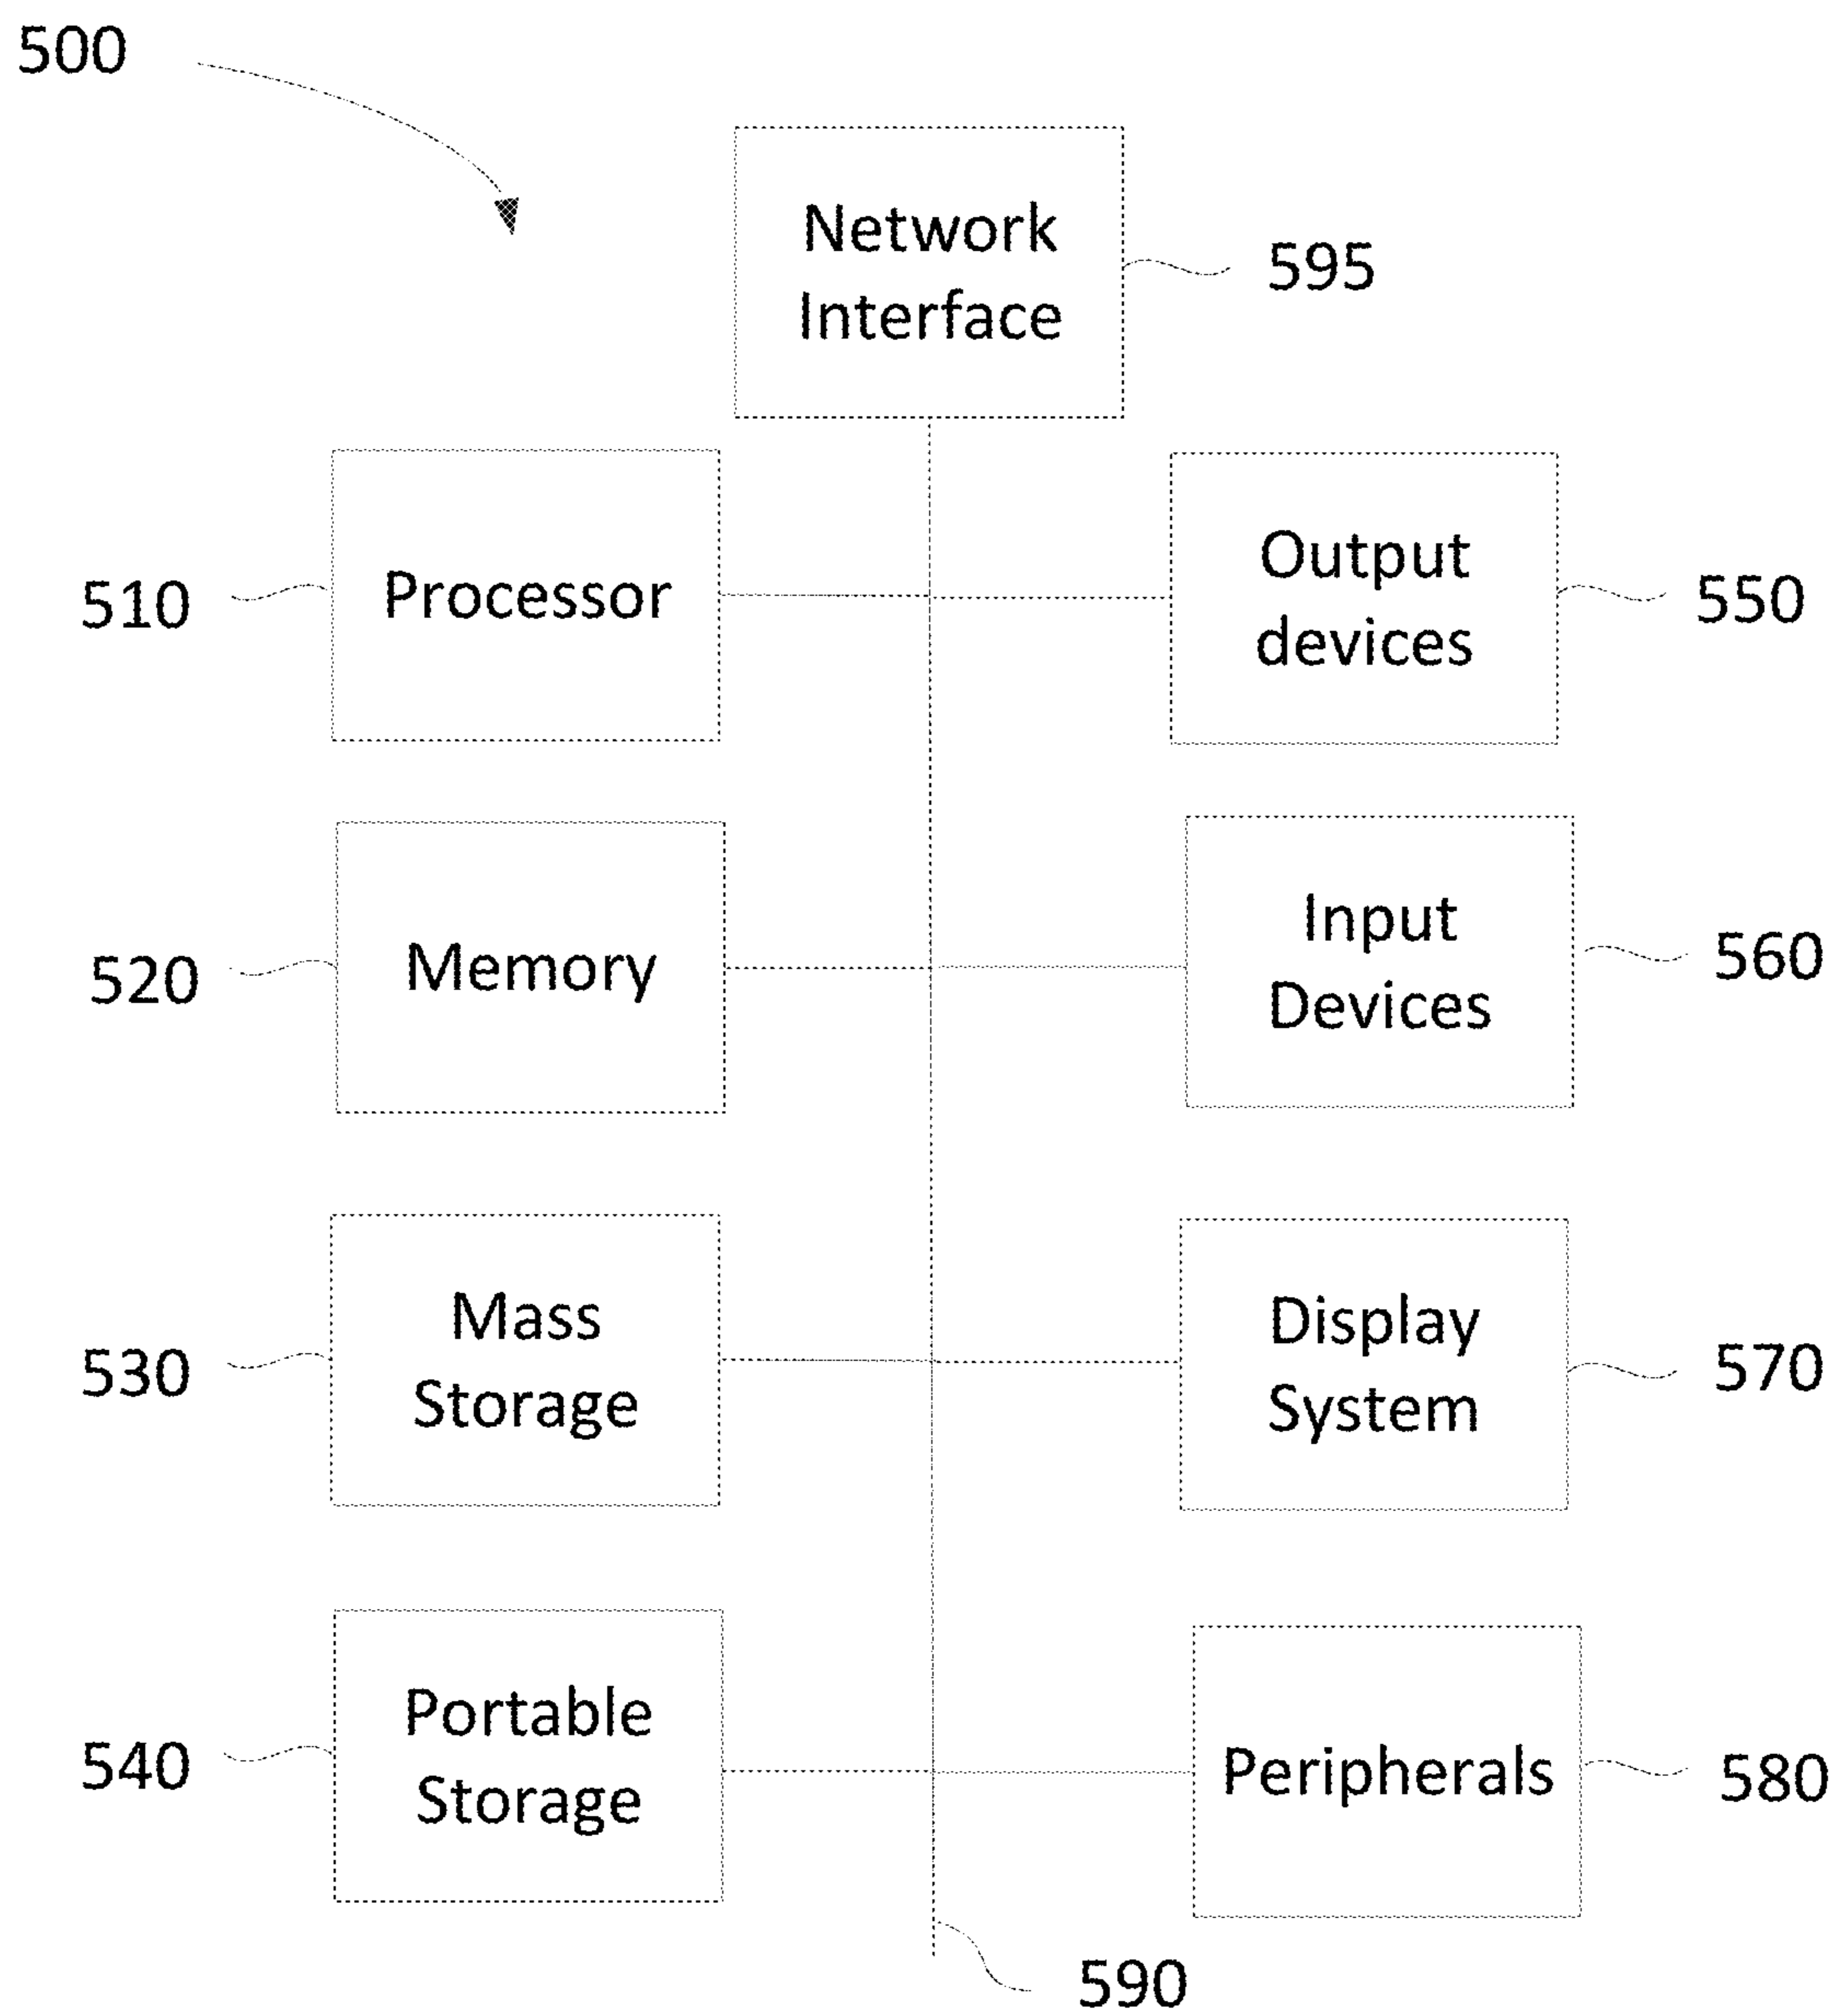 500
Network
Interface
595
Processor
510
Output
devices
550
Memory
520
Input
Devices
560
Mass
Storage
530
Display
System
570
Portable
Storage
540
Peripherals
580
590